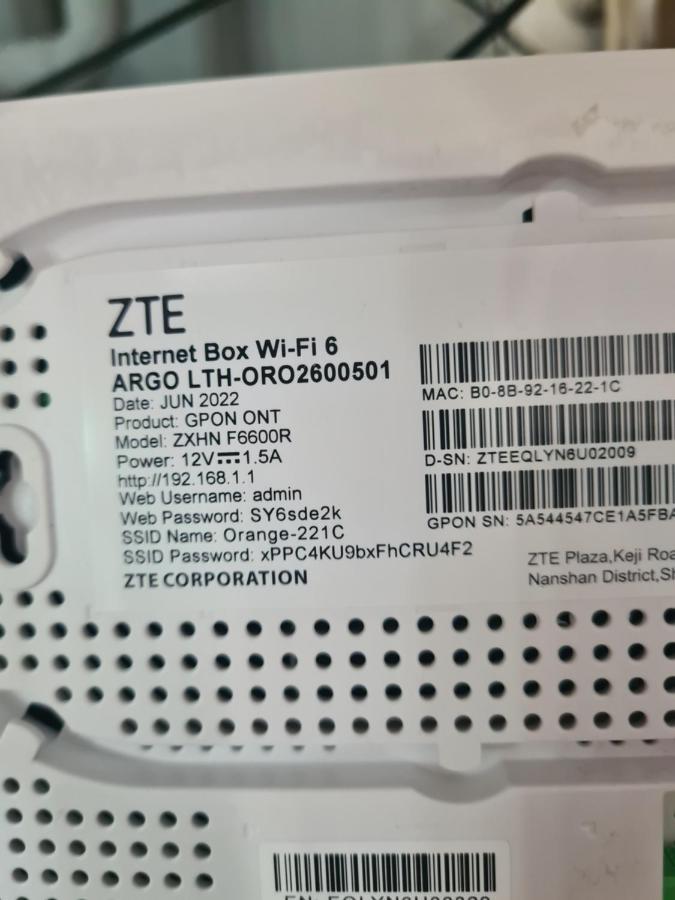 ZTE
Internet Box Wi-Fi 6
ARGO LTH-ORO2600501
Date: JUN 2022
Product: GPON ONT
Model: ZXHN F6600R
Power: 12V⎓1.5A
http://192.168.1.1
Web Username: admin
Web Password: SY6sde2k
SSID Name: Orange-221C
SSID Password: xPPC4KU9bxFhCRU4F2
ZTE CORPORATION
MAC: B0-8B-92-16-22-1C
D-SN: ZTEEQLYN6U02009
GPON SN: 5A544547CE1A5FBA
ZTE Plaza,Keji Roa
Nanshan District,Sh